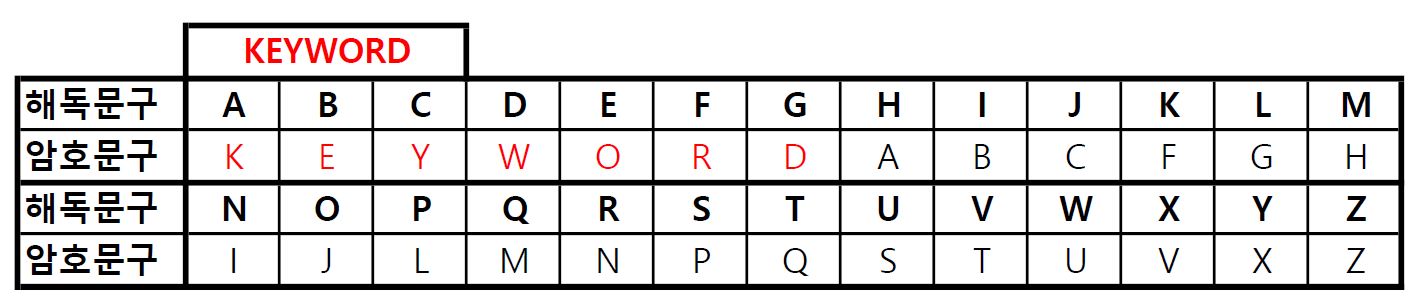 KEYWORD
해독문구 A B C D E F G H I J K L M
암호문구 K E Y W O R D A B C F G H
해독문구 N O P Q R S T U V W X Y Z
암호문구 I J L M N P Q S T U V X Z